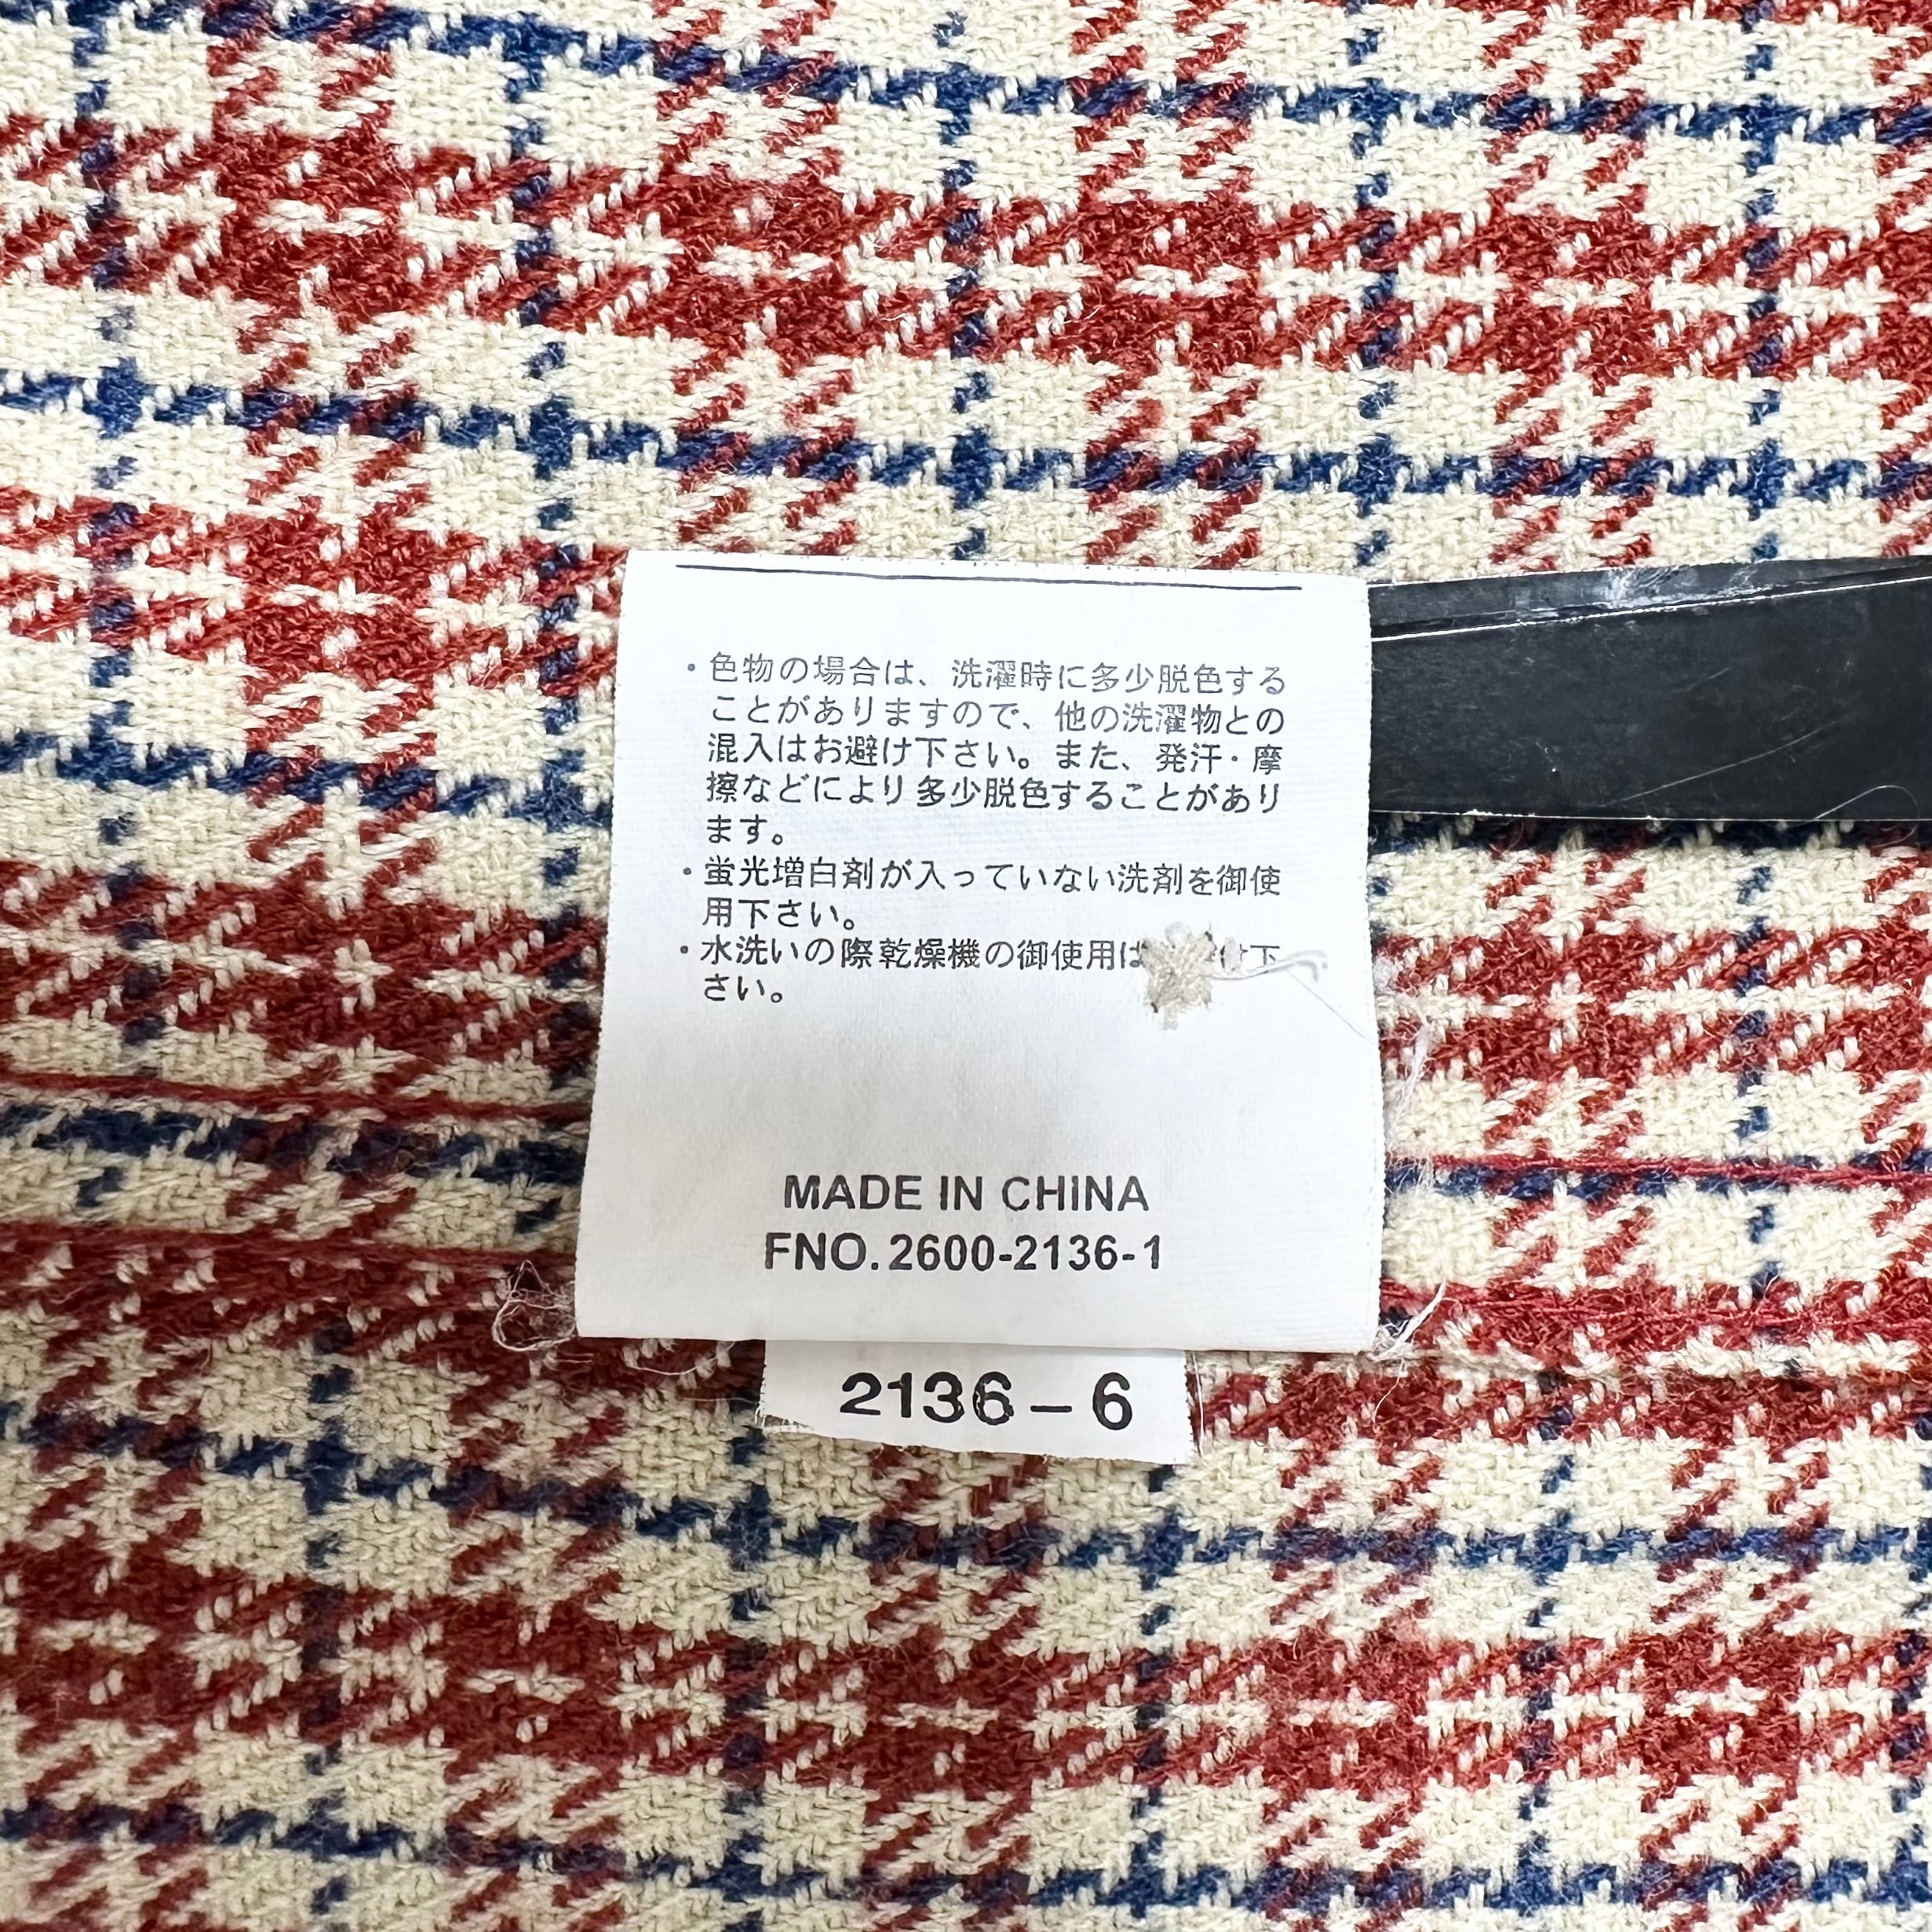 ・色物の場合は、洗濯時に多少脱色する
ことがありますので、他の洗濯物との
混入はお避け下さい。また、発汗・摩
擦などにより多少脱色することがあり
ます。
・蛍光増白剤が入っていない洗剤を御使
用下さい。
・水洗いの際乾燥機の御使用は け下
さい。
MADE IN CHINA
FNO.2600-2136-1
2136-6